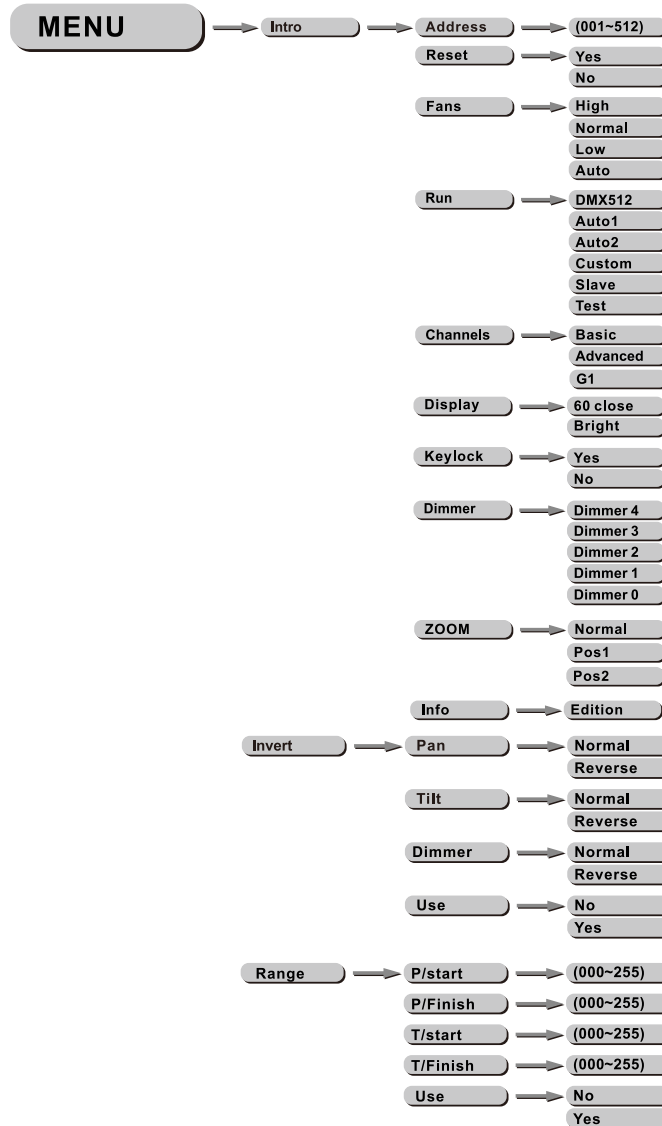 MENU Intro Address (001~512)
Reset Yes
No
Fans High
Normal
Low
Auto
Run DMX512
Auto1
Auto2
Custom
Slave
Test
Channels Basic
Advanced
G1
Display 60 close
Bright
Keylock Yes
No
Dimmer Dimmer 4
Dimmer 3
Dimmer 2
Dimmer 1
Dimmer 0
ZOOM Normal
Pos1
Pos2
Info Edition
Invert Pan Normal
Reverse
Tilt Normal
Reverse
Dimmer Normal
Reverse
Use No
Yes
Range P/start (000~255)
P/Finish (000~255)
T/start (000~255)
T/Finish (000~255)
Use No
Yes